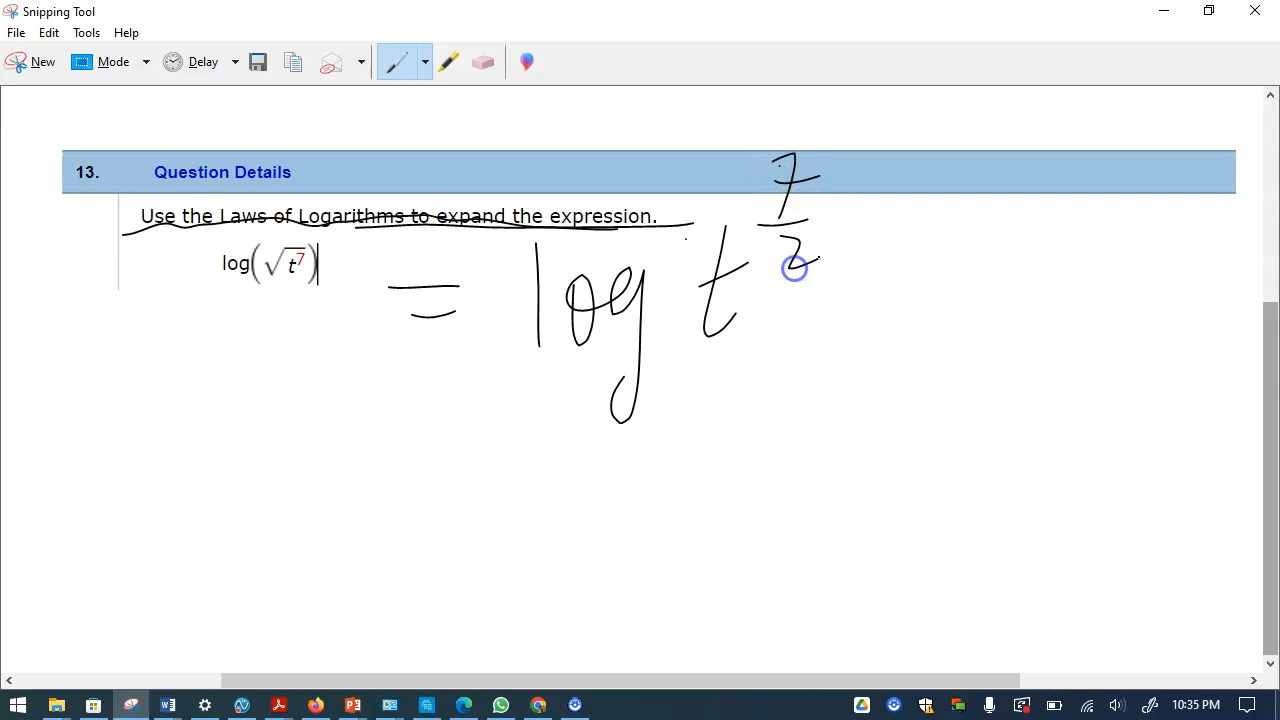 Snipping Tool
File Edit Tools Help
New Mode Delay
13. Question Details
Use the Laws of Logarithms to expand the expression.
log(√t⁷) = log t^(7/2)
10:35 PM